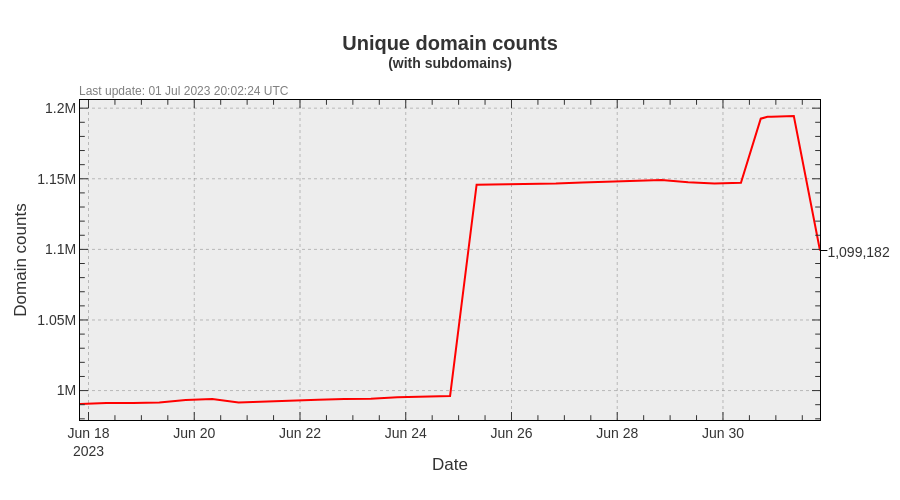 Unique domain counts
(with subdomains)
Last update: 01 Jul 2023 20:02:24 UTC
1.2M
1.15M
1.1M
1.05M
1M
Domain counts
1,099,182
Jun 18
2023
Jun 20
Jun 22
Jun 24
Jun 26
Jun 28
Jun 30
Date